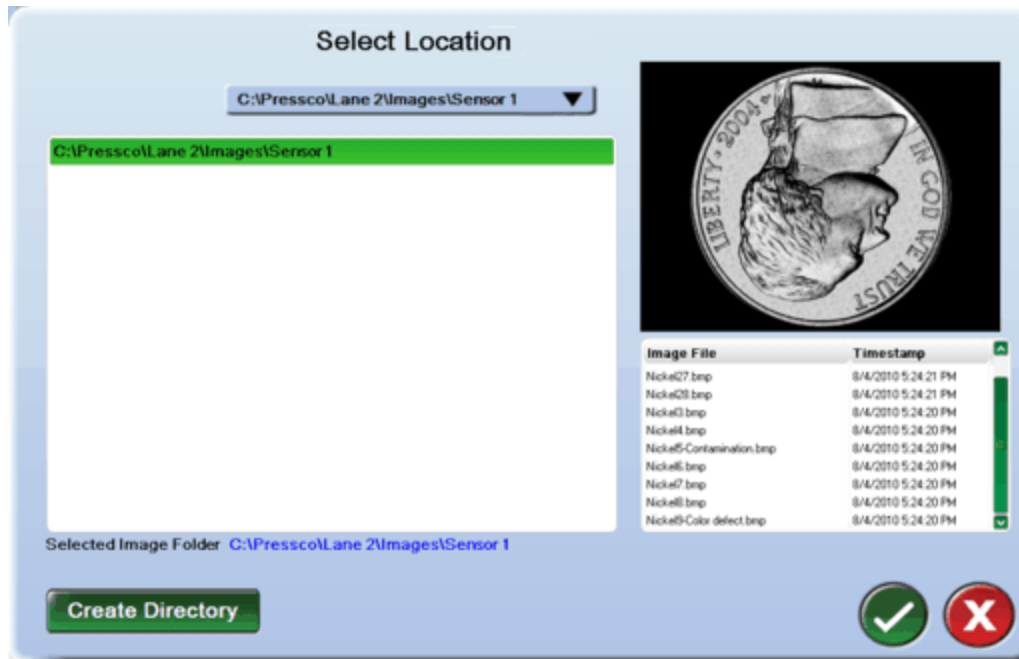 Select Location
C:\Pressco\Lane 2\Images\Sensor 1
C:\Pressco\Lane 2\Images\Sensor 1
LIBERTY • 2004
IN GOD WE TRUST
Image File Timestamp
Nickel27.bmp 8/4/2010 5:24:21 PM
Nickel28.bmp 8/4/2010 5:24:21 PM
Nickel3.bmp 8/4/2010 5:24:20 PM
Nickel4.bmp 8/4/2010 5:24:20 PM
Nickel5-Contamination.bmp 8/4/2010 5:24:20 PM
Nickel6.bmp 8/4/2010 5:24:20 PM
Nickel7.bmp 8/4/2010 5:24:20 PM
Nickel8.bmp 8/4/2010 5:24:20 PM
Nickel9-Color defect.bmp 8/4/2010 5:24:20 PM
Selected Image Folder C:\Pressco\Lane 2\Images\Sensor 1
Create Directory